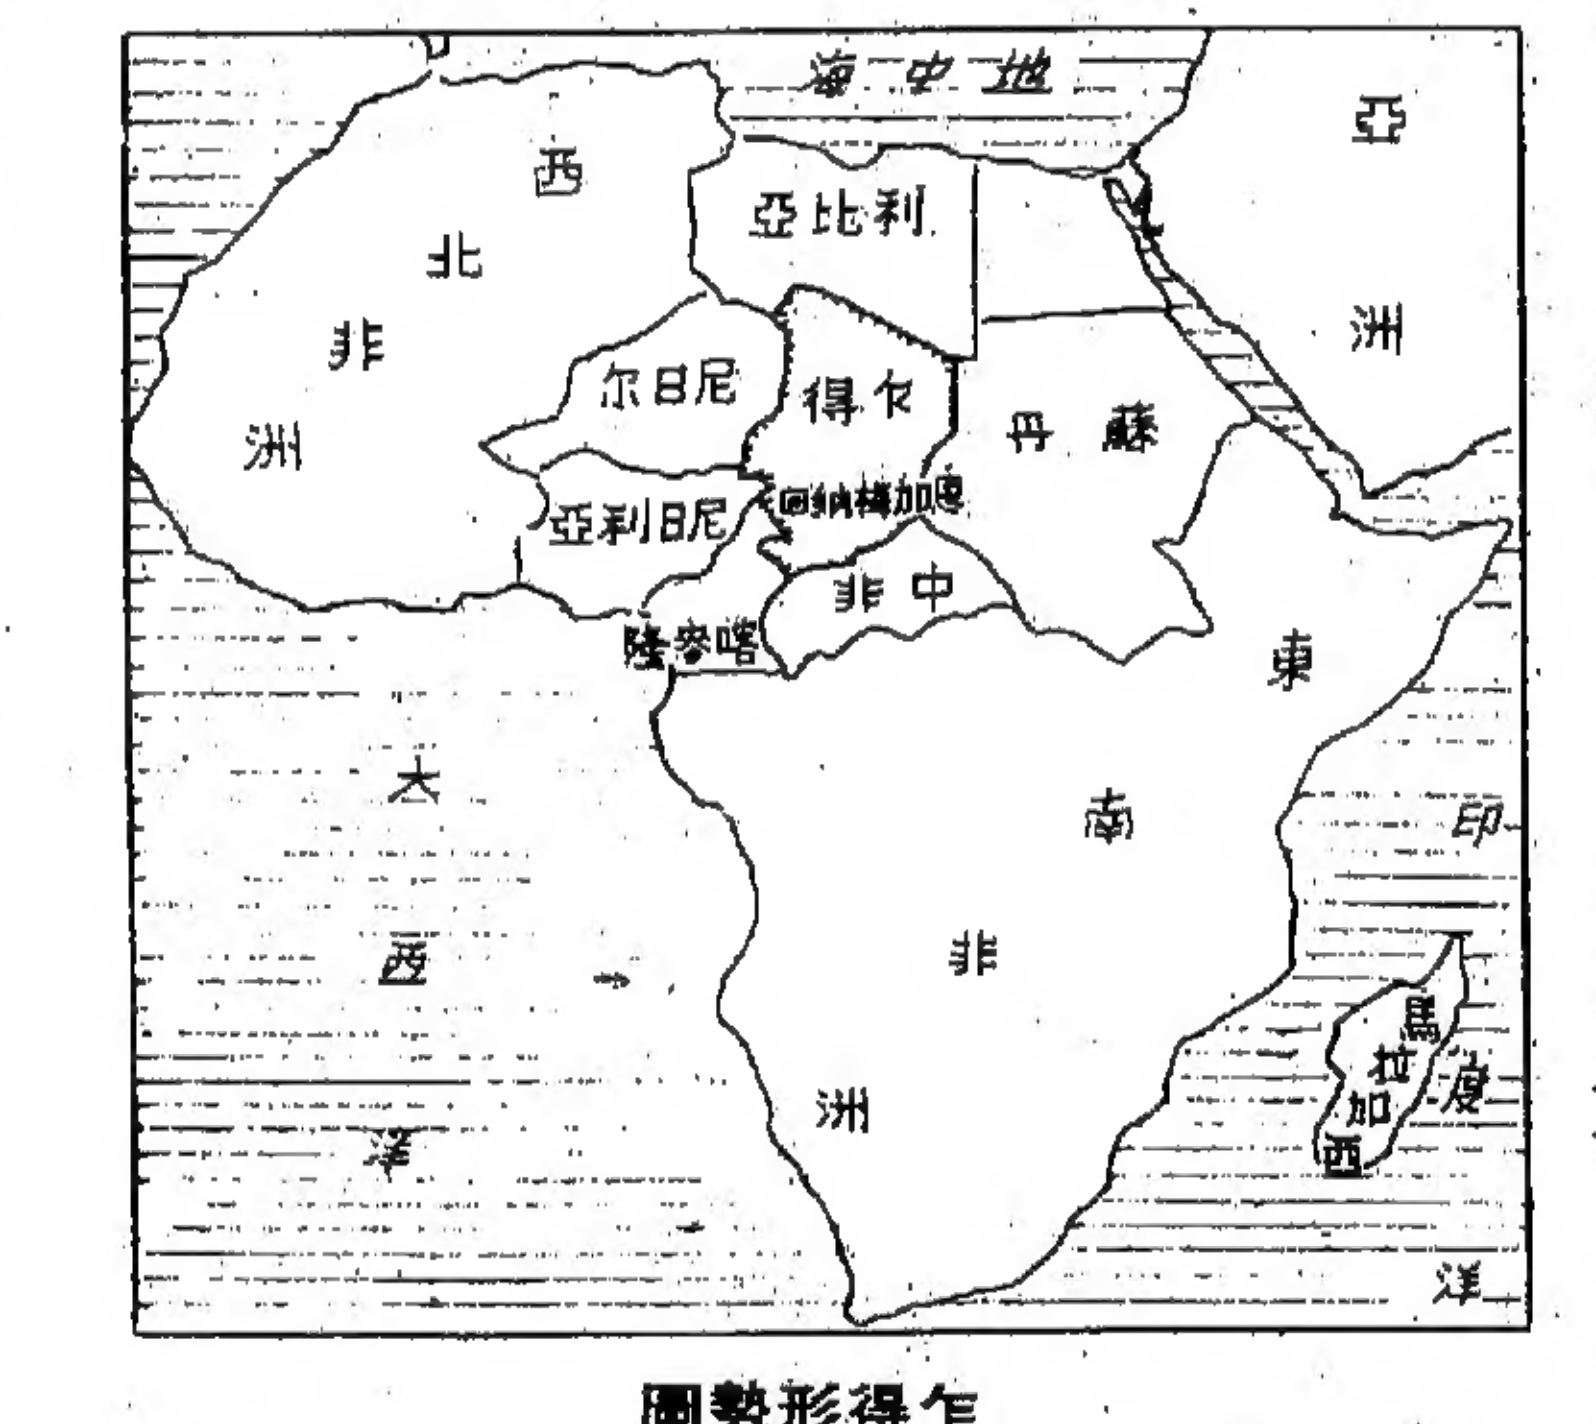 地中海
亞洲
西北非洲
利比亞
尼日尔
乍得
蘇丹
尼日利亞
中非
喀麥隆
東南非洲
大西洋
印度洋
馬拉加西
乍得形勢圖